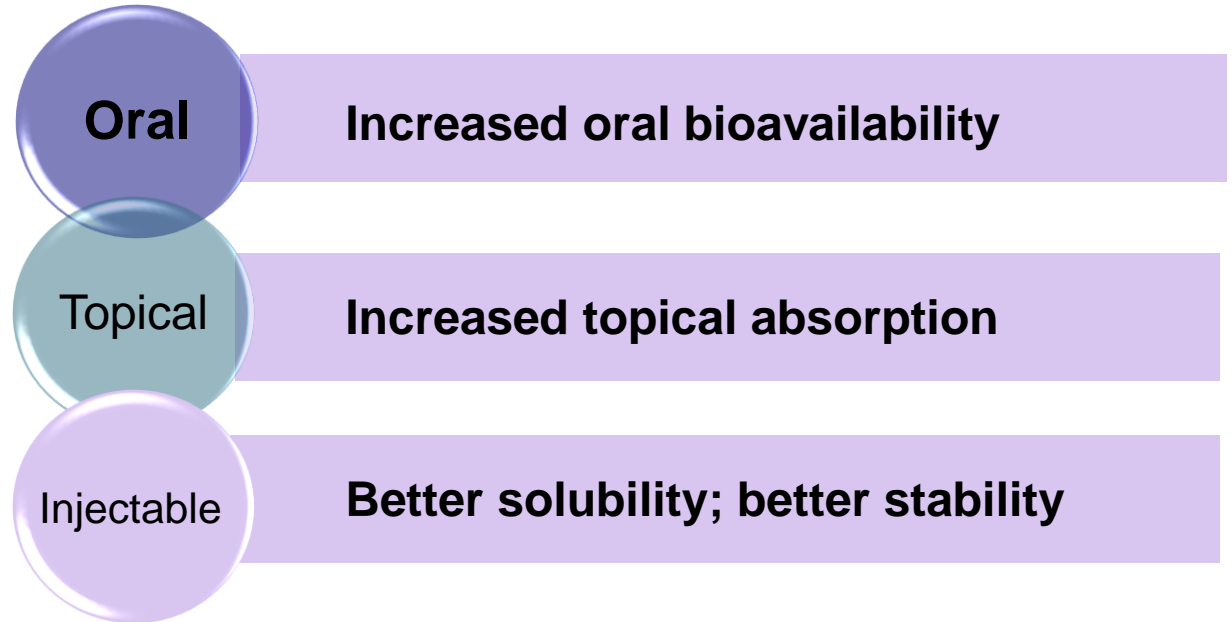 Oral
Increased oral bioavailability
Topical
Increased topical absorption
Injectable
Better solubility; better stability